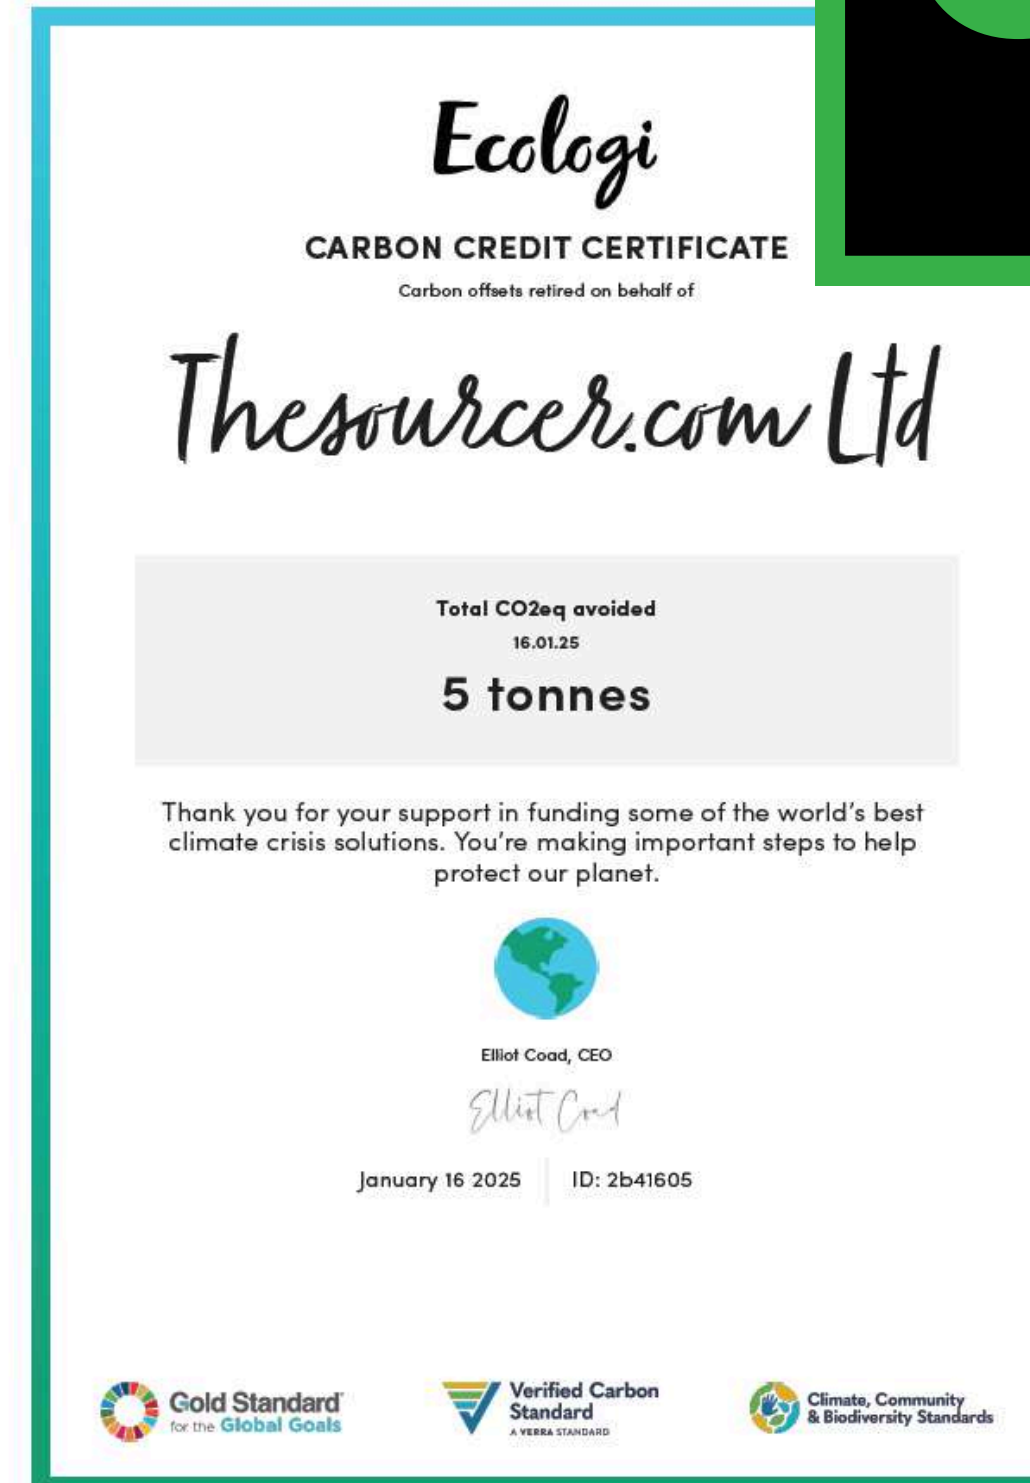 Ecologi
CARBON CREDIT CERTIFICATE
Carbon offsets retired on behalf of
Thesourcer.com Ltd
Total CO2eq avoided
16.01.25
5 tonnes
Thank you for your support in funding some of the world's best
climate crisis solutions. You're making important steps to help
protect our planet.
Elliot Coad, CEO
Elliot Coad
January 16 2025 ID: 2b41605
Gold Standard®
for the Global Goals
Verified Carbon
Standard
A VERRA STANDARD
Climate, Community
& Biodiversity Standards